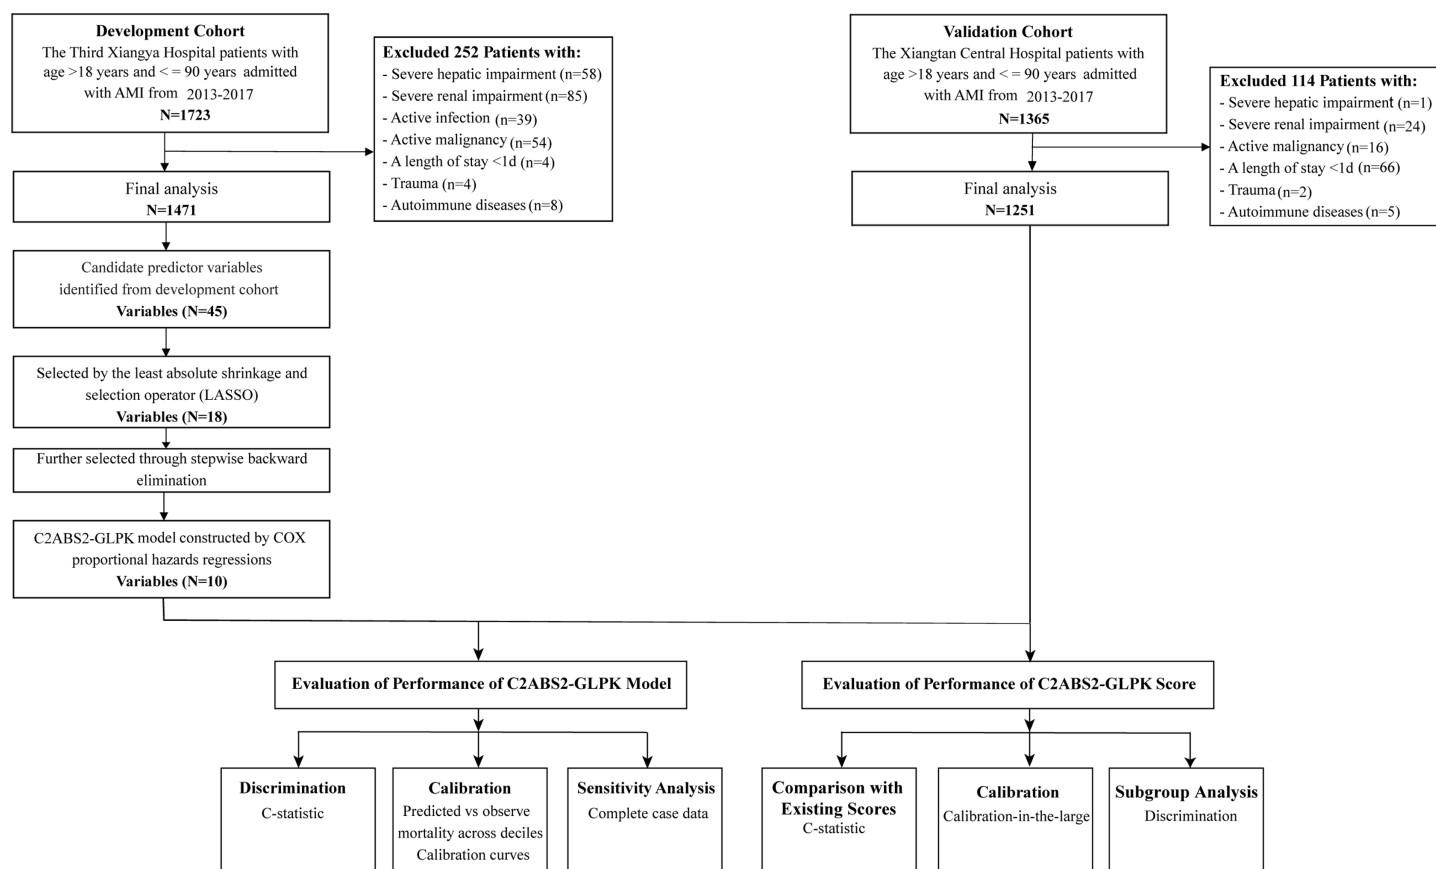 Development Cohort
The Third Xiangya Hospital patients with
age >18 years and < = 90 years admitted
with AMI from 2013-2017
N=1723
Excluded 252 Patients with:
- Severe hepatic impairment (n=58)
- Severe renal impairment (n=85)
- Active infection (n=39)
- Active malignancy (n=54)
- A length of stay <1d (n=4)
- Trauma (n=4)
- Autoimmune diseases (n=8)
Final analysis
N=1471
Candidate predictor variables
identified from development cohort
Variables (N=45)
Selected by the least absolute shrinkage and
selection operator (LASSO)
Variables (N=18)
Further selected through stepwise backward
elimination
C2ABS2-GLPK model constructed by COX
proportional hazards regressions
Variables (N=10)
Validation Cohort
The Xiangtan Central Hospital patients with
age >18 years and < = 90 years admitted
with AMI from 2013-2017
N=1365
Excluded 114 Patients with:
- Severe hepatic impairment (n=1)
- Severe renal impairment (n=24)
- Active malignancy (n=16)
- A length of stay <1d (n=66)
- Trauma (n=2)
- Autoimmune diseases (n=5)
Final analysis
N=1251
Evaluation of Performance of C2ABS2-GLPK Model
Discrimination
C-statistic
Calibration
Predicted vs observe
mortality across deciles
Calibration curves
Sensitivity Analysis
Complete case data
Evaluation of Performance of C2ABS2-GLPK Score
Comparison with
Existing Scores
C-statistic
Calibration
Calibration-in-the-large
Subgroup Analysis
Discrimination